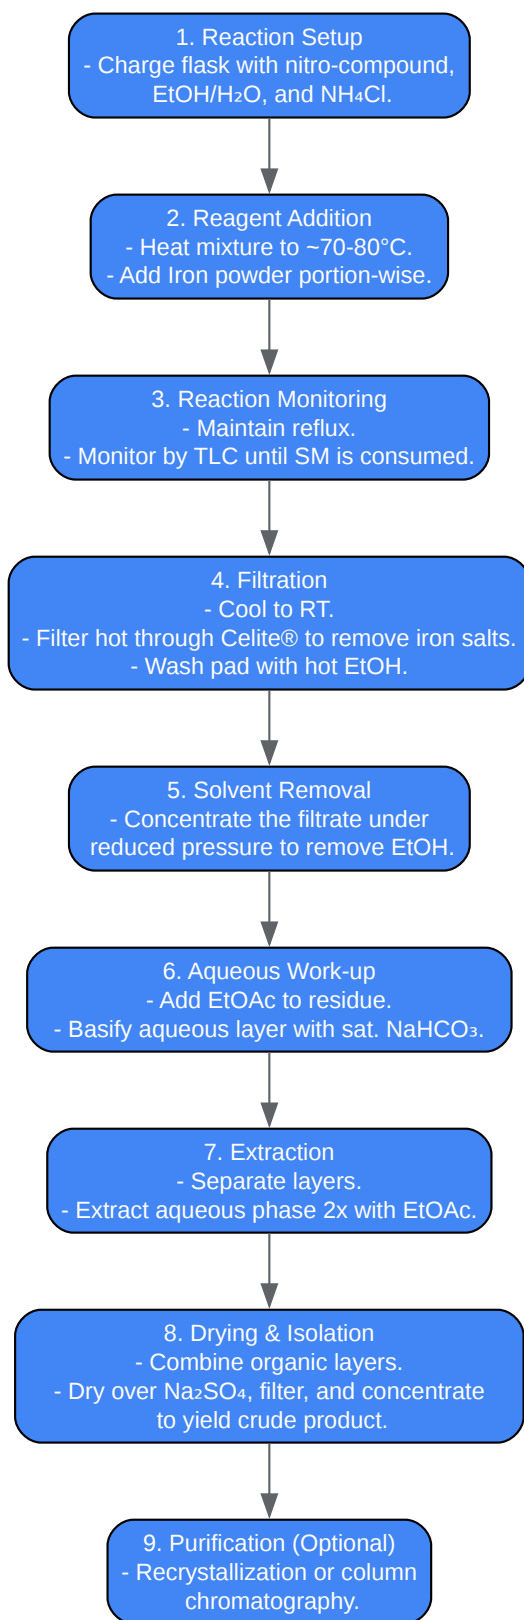 1. Reaction Setup
- Charge flask with nitro-compound,
EtOH/H₂O, and NH₄Cl.
2. Reagent Addition
- Heat mixture to ~70-80°C.
- Add Iron powder portion-wise.
3. Reaction Monitoring
- Maintain reflux.
- Monitor by TLC until SM is consumed.
4. Filtration
- Cool to RT.
- Filter hot through Celite® to remove iron salts.
- Wash pad with hot EtOH.
5. Solvent Removal
- Concentrate the filtrate under
reduced pressure to remove EtOH.
6. Aqueous Work-up
- Add EtOAc to residue.
- Basify aqueous layer with sat. NaHCO₃.
7. Extraction
- Separate layers.
- Extract aqueous phase 2x with EtOAc.
8. Drying & Isolation
- Combine organic layers.
- Dry over Na₂SO₄, filter, and concentrate
to yield crude product.
9. Purification (Optional)
- Recrystallization or column
chromatography.